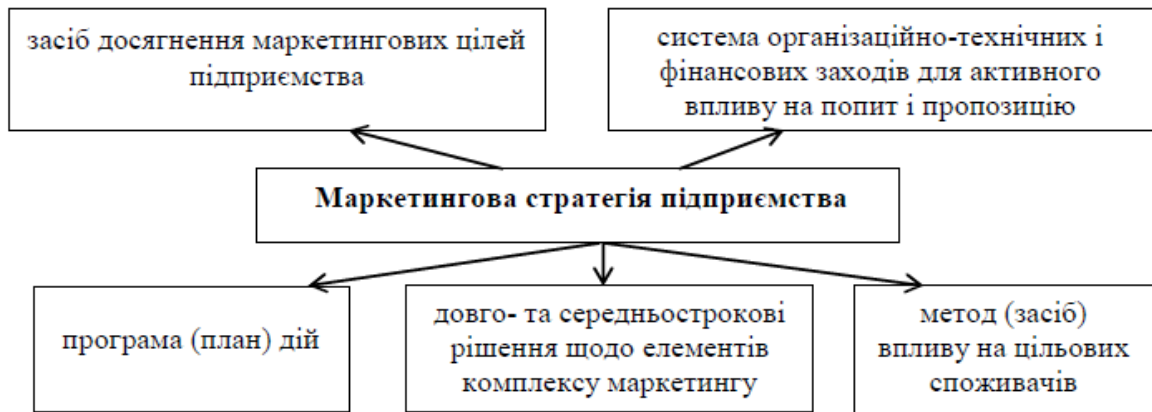 засіб досягнення маркетингових цілей
підприємства
система організаційно-технічних і
фінансових заходів для активного
впливу на попит і пропозицію
Маркетингова стратегія підприємства
програма (план) дій
довго- та середньострокові
рішення щодо елементів
комплексу маркетингу
метод (засіб)
впливу на цільових
споживачів